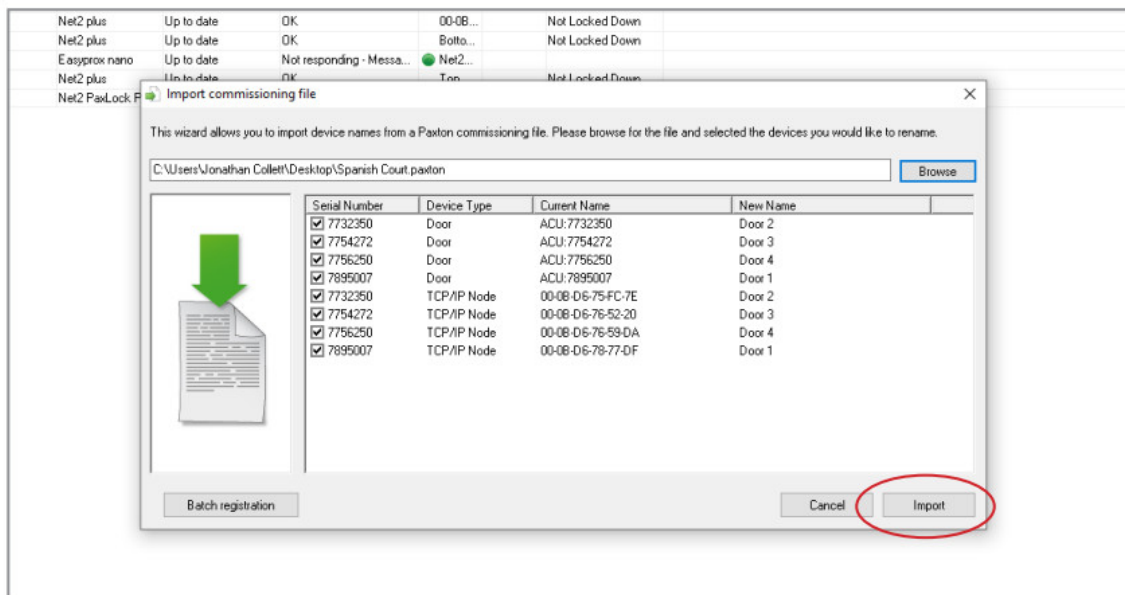 Net2 plus Up to date OK 00-0B... Not Locked Down
Net2 plus Up to date OK Botto... Not Locked Down
Easyprox nano Up to date Not responding - Messa... Net2...
Net2 plus Up to date OK Top Not Locked Down
Net2 PaxLock P
Import commissioning file
This wizard allows you to import device names from a Paxton commissioning file. Please browse for the file and selected the devices you would like to rename.
C:\Users\Jonathan Collett\Desktop\Spanish Court.paxton Browse
Serial Number Device Type Current Name New Name
7732350 Door ACU:7732350 Door 2
7754272 Door ACU:7754272 Door 3
7756250 Door ACU:7756250 Door 4
7895007 Door ACU:7895007 Door 1
7732350 TCP/IP Node 00-0B-D6-75-FC-7E Door 2
7754272 TCP/IP Node 00-0B-D6-76-52-20 Door 3
7756250 TCP/IP Node 00-0B-D6-76-59-DA Door 4
7895007 TCP/IP Node 00-0B-D6-78-77-DF Door 1
Batch registration Cancel Import